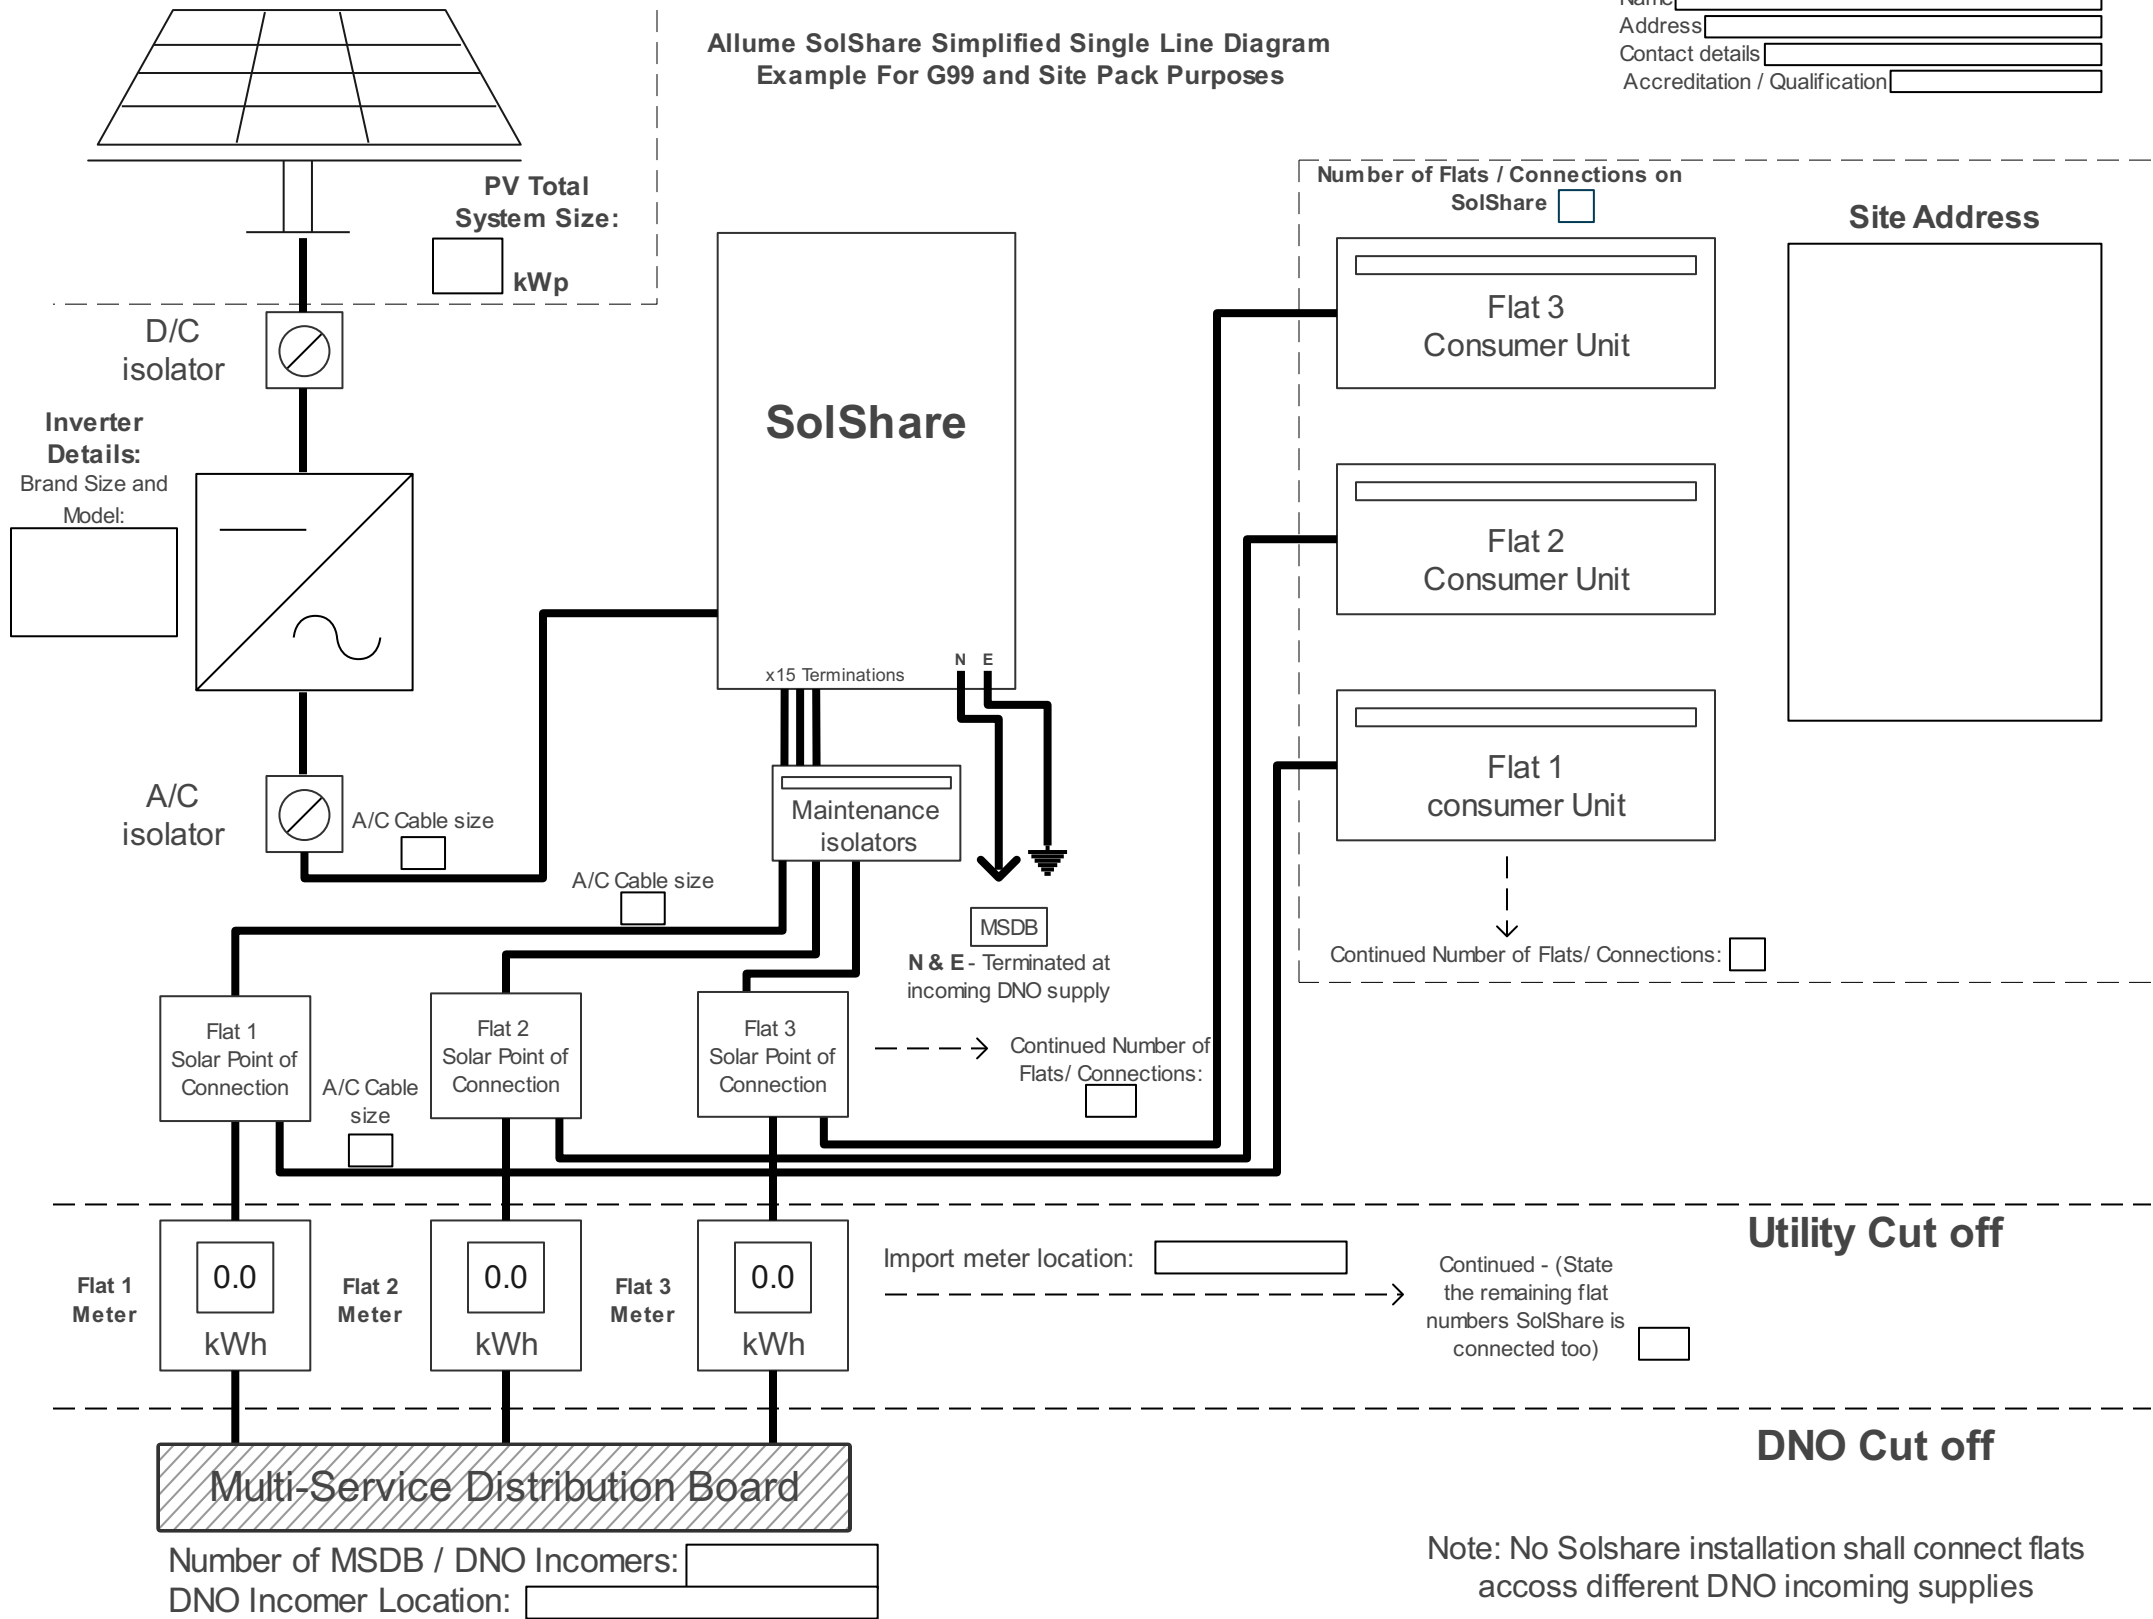 Name
Address
Contact details
Accreditation / Qualification
Allume SolShare Simplified Single Line Diagram
Example For G99 and Site Pack Purposes
PV Total
System Size:
kWp
Number of Flats / Connections on
SolShare
Site Address
D/C
isolator
Flat 3
Consumer Unit
Inverter
Details:
Brand Size and
Model:
SolShare
Flat 2
Consumer Unit
x15 Terminations
N E
Flat 1
consumer Unit
A/C
isolator
A/C Cable size
Maintenance
isolators
A/C Cable size
MSDB
N & E - Terminated at
incoming DNO supply
Continued Number of Flats/ Connections:
Flat 1
Solar Point of
Connection
A/C Cable
size
Flat 2
Solar Point of
Connection
Flat 3
Solar Point of
Connection
Continued Number of
Flats/ Connections:
Utility Cut off
Flat 1
Meter
0.0
kWh
Flat 2
Meter
0.0
kWh
Flat 3
Meter
0.0
kWh
Import meter location:
Continued - (State
the remaining flat
numbers SolShare is
connected too)
DNO Cut off
Multi-Service Distribution Board
Number of MSDB / DNO Incomers:
DNO Incomer Location:
Note: No Solshare installation shall connect flats
accoss different DNO incoming supplies